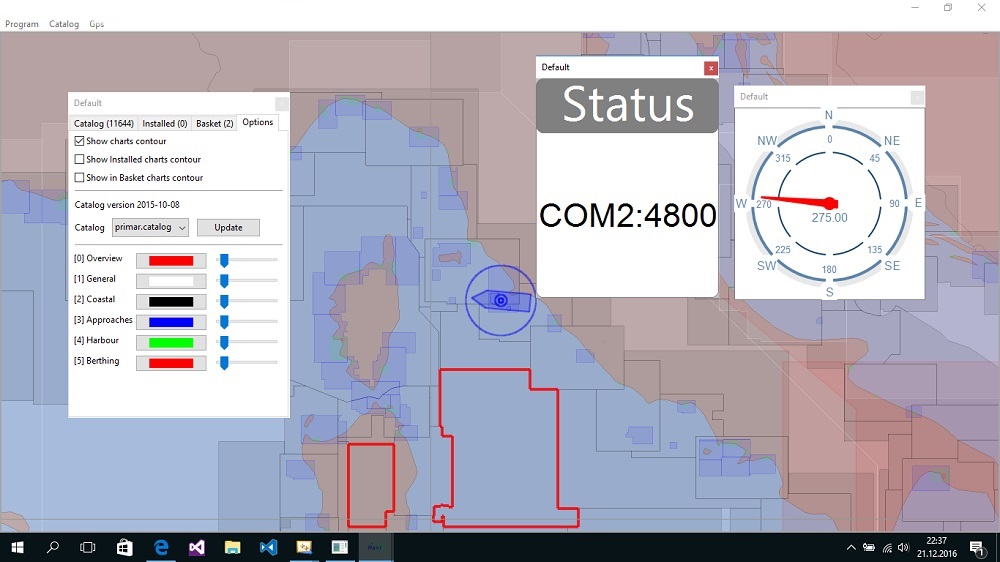 Program Catalog Gps
Default
Catalog (11644) Installed (0) Basket (2) Options
Show charts contour
Show Installed charts contour
Show in Basket charts contour
Catalog version 2015-10-08
Catalog primar.catalog Update
[0] Overview
[1] General
[2] Coastal
[3] Approaches
[4] Harbour
[5] Berthing
Default
Status
COM2:4800
Default
N
NW 0 NE
315 45
W 270 90 E
275.00
225 135
SW 180 SE
S
22:37
21.12.2016
1